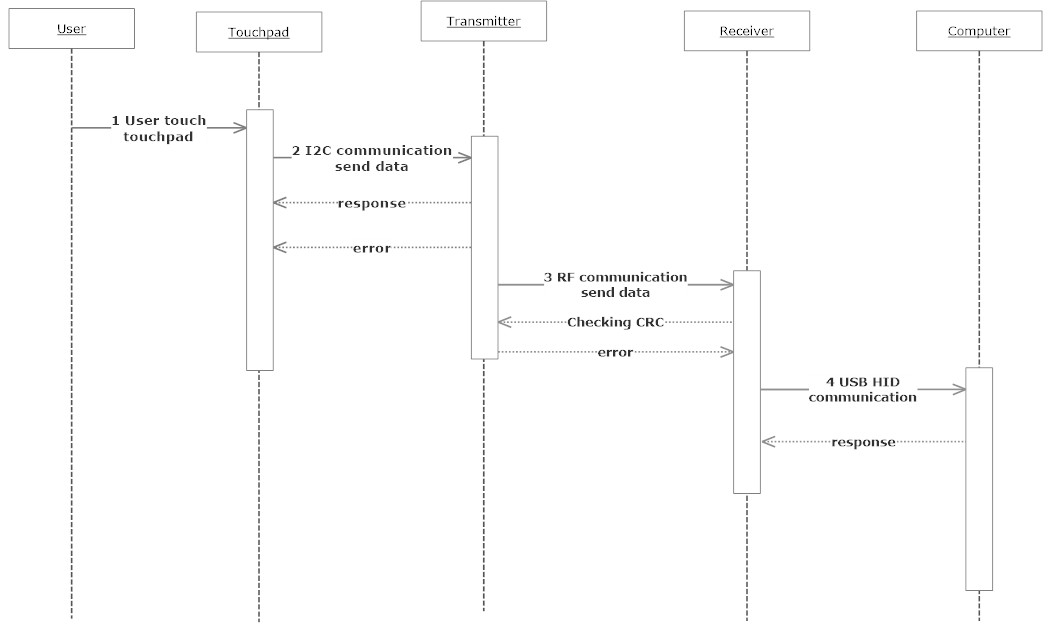 User
Touchpad
Transmitter
Receiver
Computer
1 User touch
touchpad
2 I2C communication
send data
response
error
3 RF communication
send data
Checking CRC
error
4 USB HID
communication
response